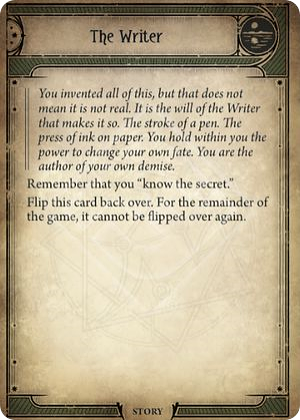 The Writer
You invented all of this, but that does not
mean it is not real. It is the will of the Writer
that makes it so. The stroke of a pen. The
press of ink on paper. You hold within you the
power to change your own fate. You are the
author of your own demise.
Remember that you “know the secret.”
Flip this card back over. For the remainder of
the game, it cannot be flipped over again.
STORY